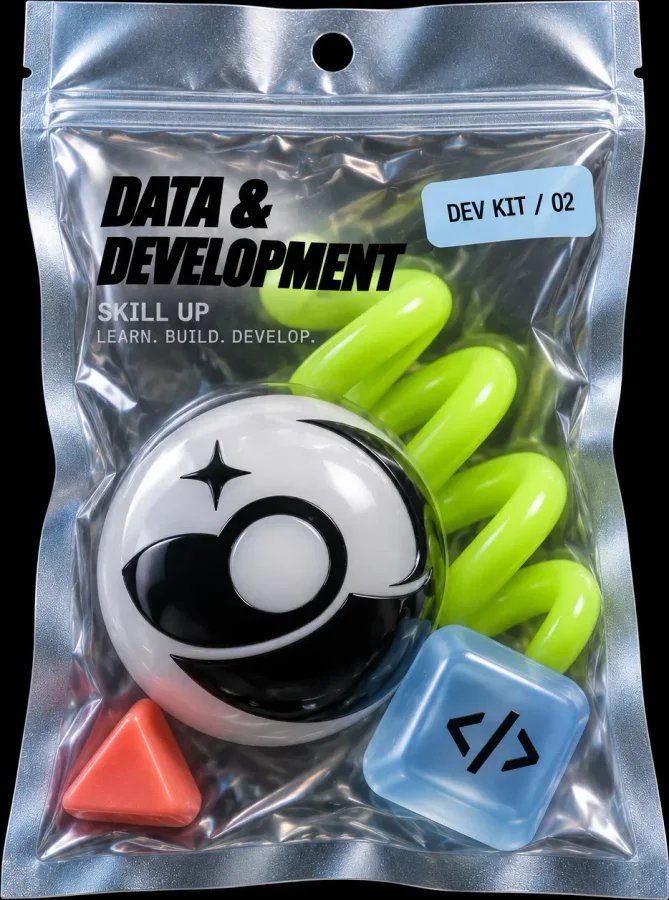 DATA &
DEVELOPMENT
DEV KIT / 02
SKILL UP
LEARN. BUILD. DEVELOP.
</>